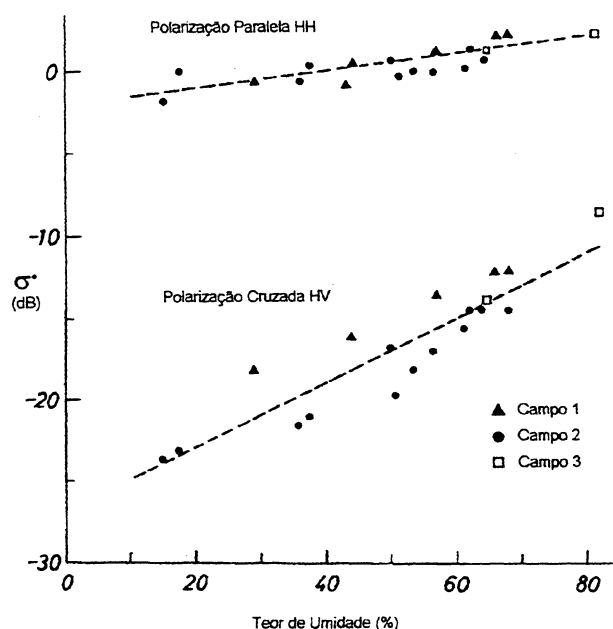 Polarização Paralela HH
0
-10
σ°
(dB)
Polarização Cruzada HV
-20
▲ Campo 1
● Campo 2
□ Campo 3
-30
0 20 40 60 80
Teor de Umidade (%)